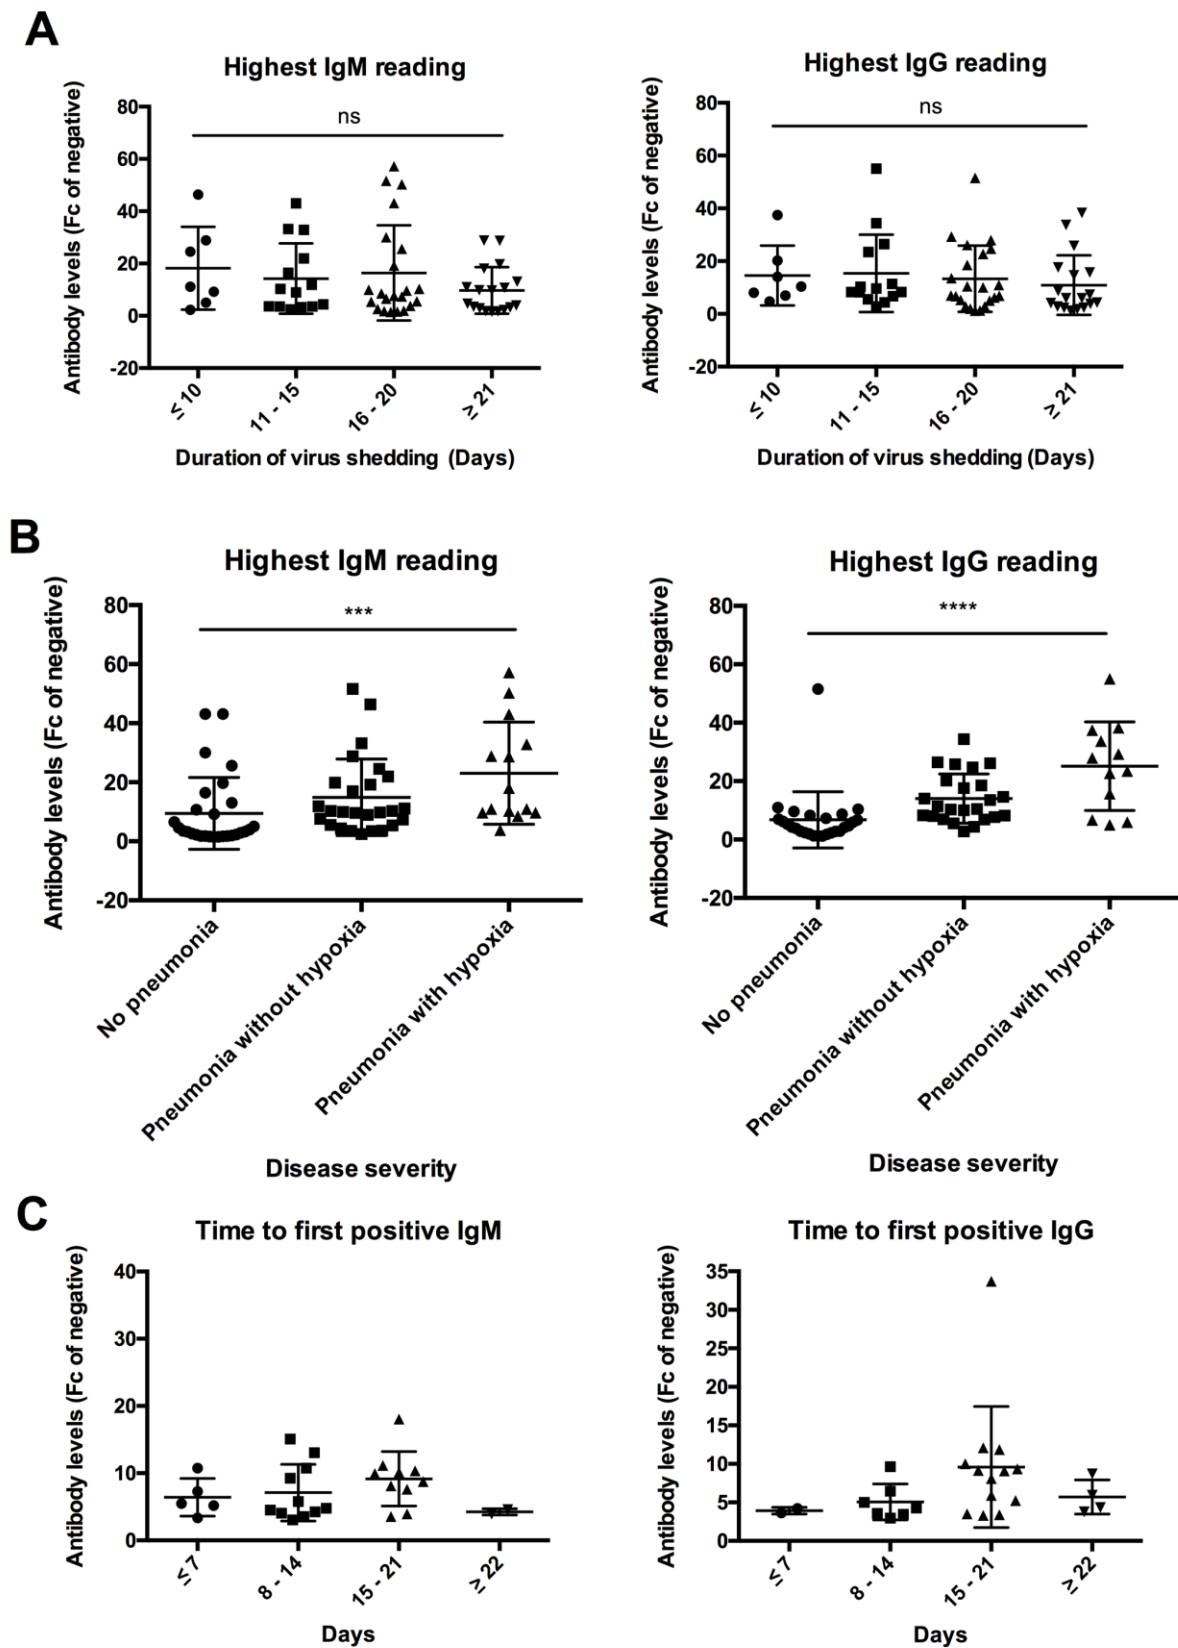 A
Highest IgM reading
Antibody levels (Fc of negative)
80
60
40
20
0
-20
ns
≤ 10
11 - 15
16 - 20
≥ 21
Duration of virus shedding (Days)
Highest IgG reading
Antibody levels (Fc of negative)
80
60
40
20
0
-20
ns
≤ 10
11 - 15
16 - 20
≥ 21
Duration of virus shedding (Days)
B
Highest IgM reading
Antibody levels (Fc of negative)
80
60
40
20
0
-20
***
No pneumonia
Pneumonia without hypoxia
Pneumonia with hypoxia
Disease severity
Highest IgG reading
Antibody levels (Fc of negative)
80
60
40
20
0
-20
****
No pneumonia
Pneumonia without hypoxia
Pneumonia with hypoxia
Disease severity
C
Time to first positive IgM
Antibody levels (Fc of negative)
40
30
20
10
0
≤ 7
8 - 14
15 - 21
≥ 22
Days
Time to first positive IgG
Antibody levels (Fc of negative)
35
30
25
20
15
10
5
0
≤ 7
8 - 14
15 - 21
≥ 22
Days